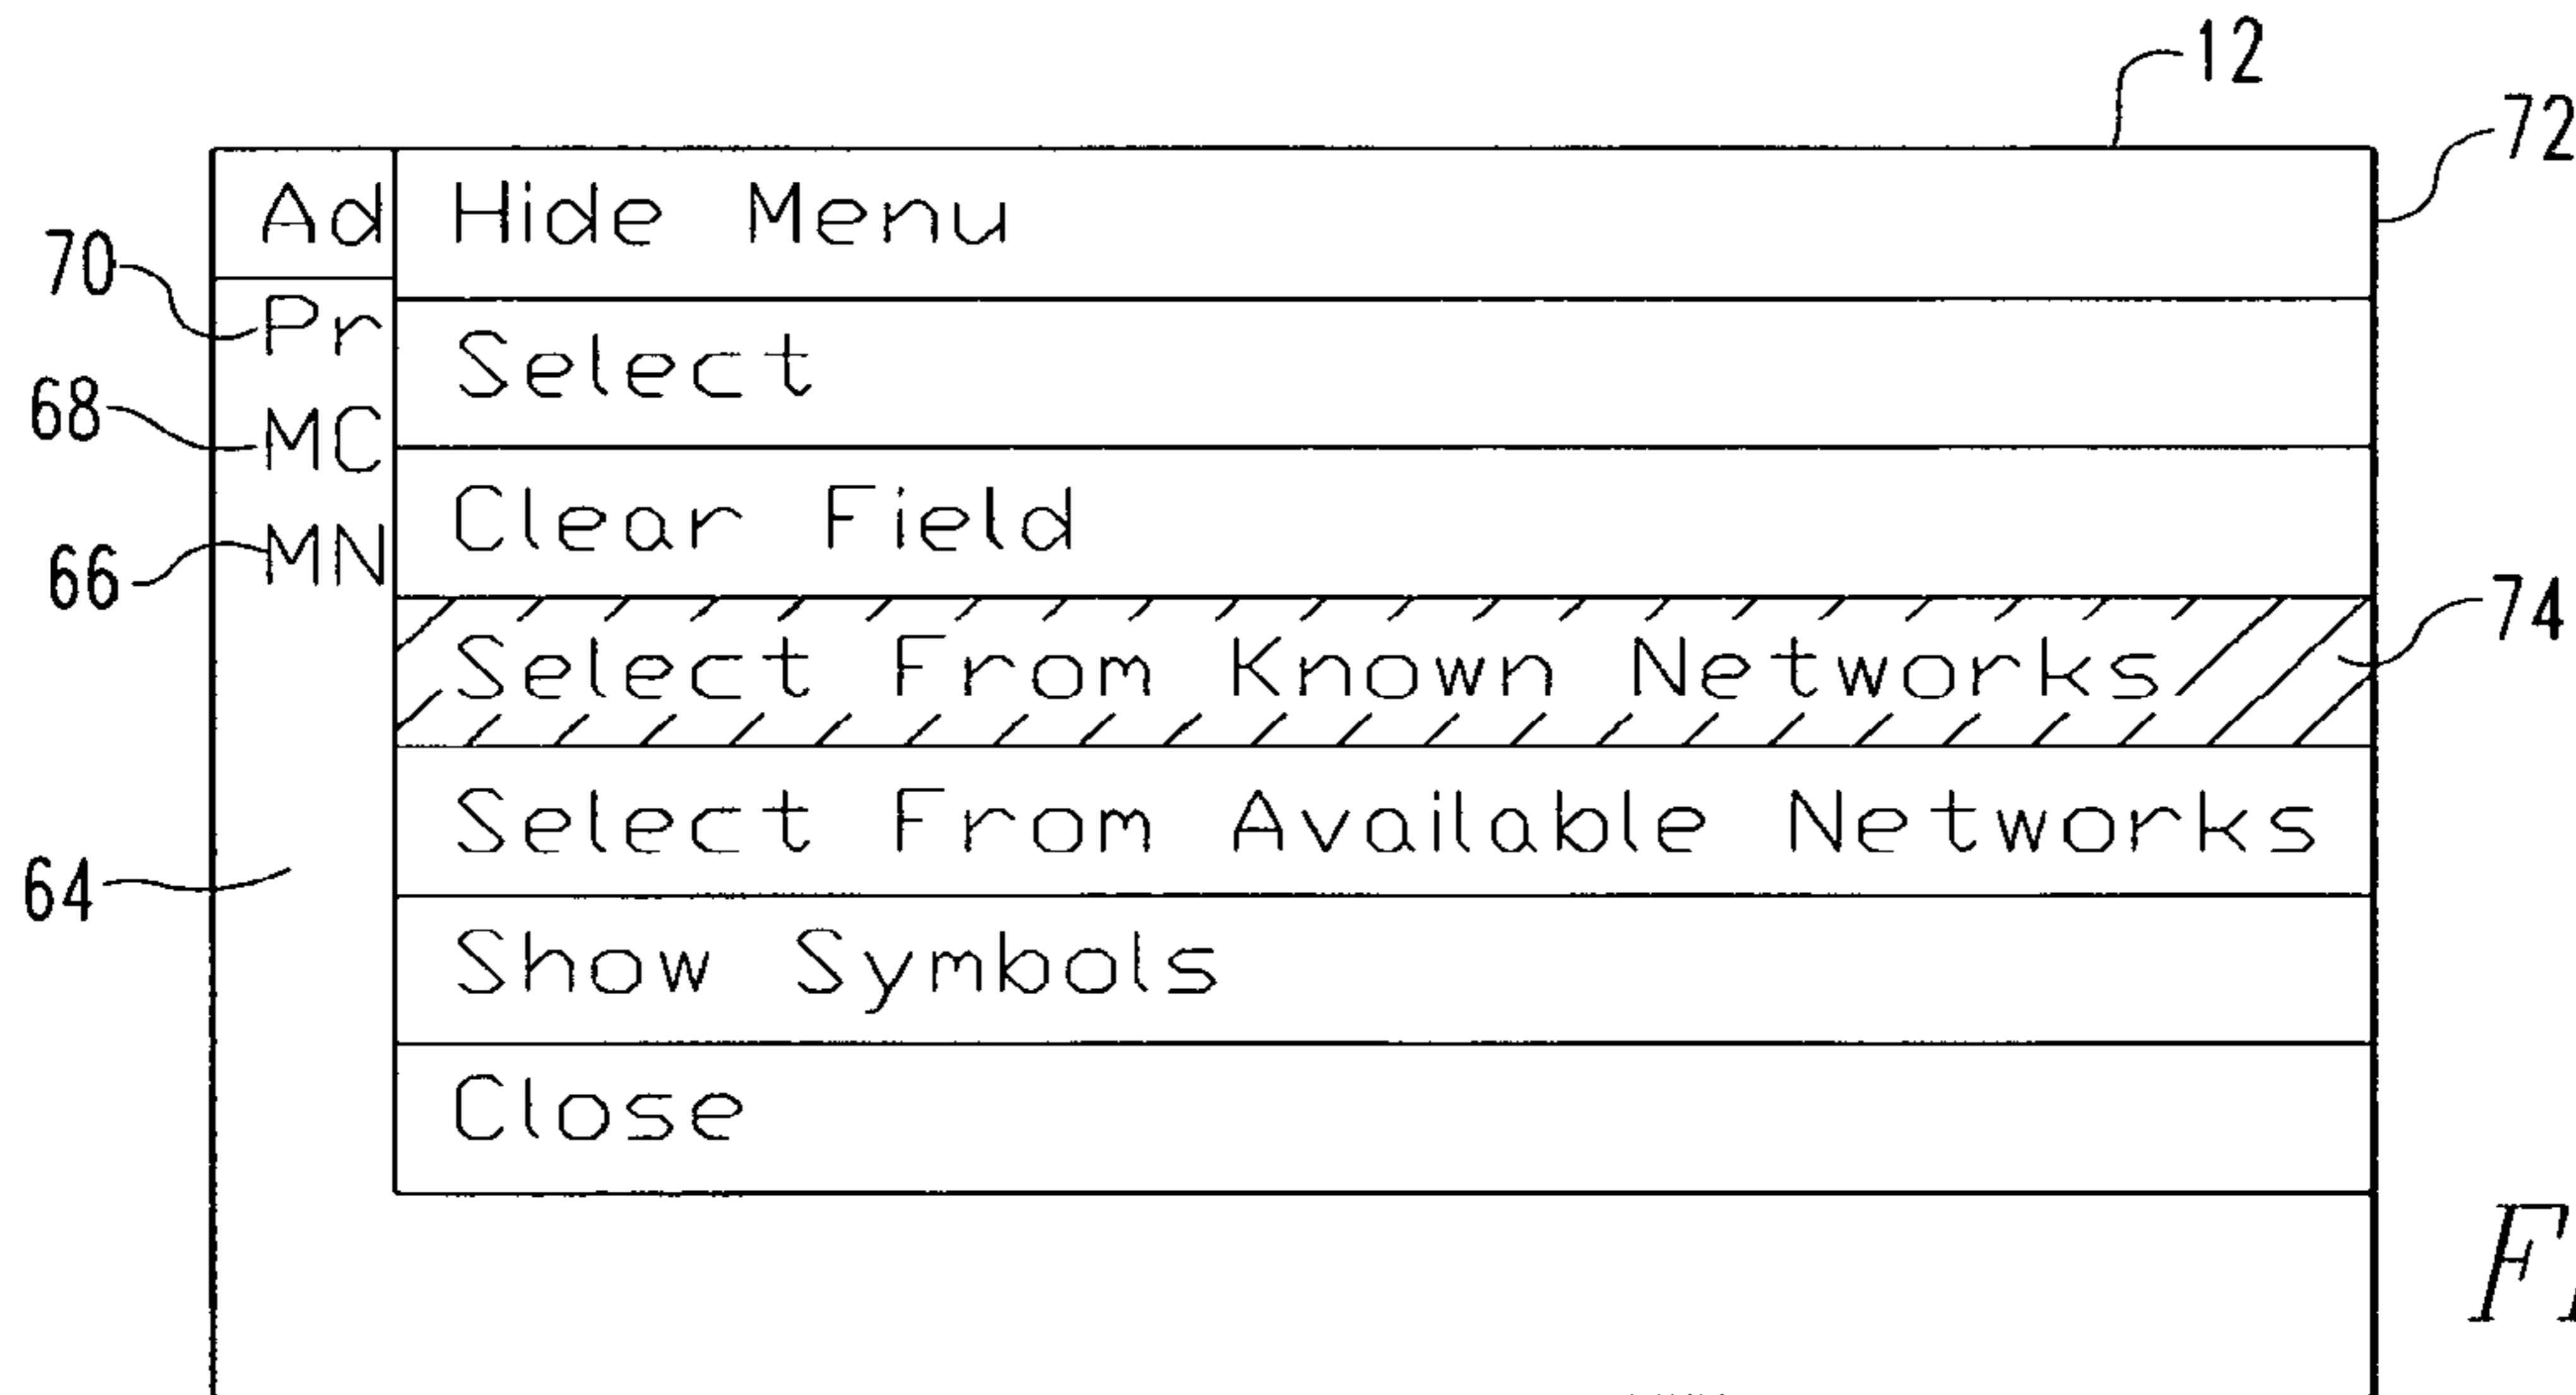 12
72
Ad Hide Menu
70
Pr
Select
68
MC
Clear Field
66
MN
Select From Known Networks
74
Select From Available Networks
64
Show Symbols
Close